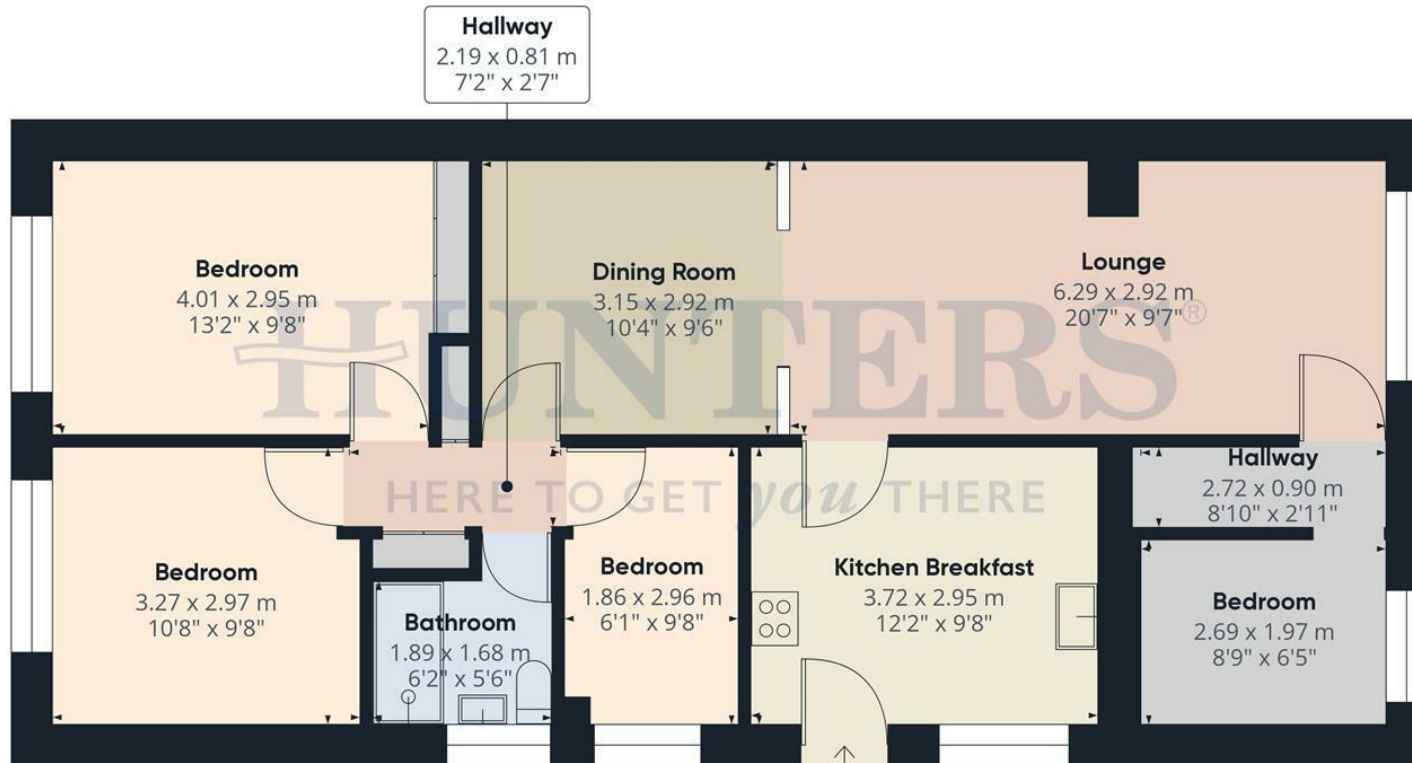 Hallway
2.19 x 0.81 m
7'2" x 2'7"
Bedroom
4.01 x 2.95 m
13'2" x 9'8"
Dining Room
3.15 x 2.92 m
10'4" x 9'6"
Lounge
6.29 x 2.92 m
20'7" x 9'7"
HUNTERS®
HERE TO GET you THERE
Hallway
2.72 x 0.90 m
8'10" x 2'11"
Bedroom
3.27 x 2.97 m
10'8" x 9'8"
Bathroom
1.89 x 1.68 m
6'2" x 5'6"
Bedroom
1.86 x 2.96 m
6'1" x 9'8"
Kitchen Breakfast
3.72 x 2.95 m
12'2" x 9'8"
Bedroom
2.69 x 1.97 m
8'9" x 6'5"